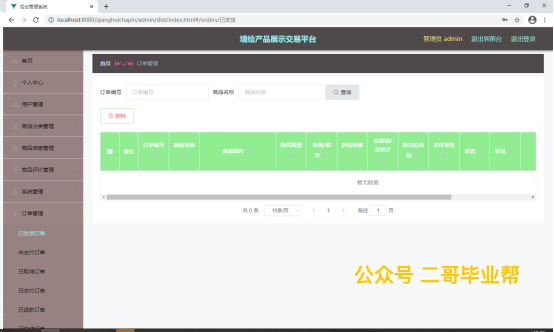 后台管理系统
localhost:8080/qianghuichapin/admin/dist/index.html#/orders/已发货
墙绘产品展示交易平台
管理员 admin 退出到前台 退出登录
首页 (●'◡'●) 订单管理
首页
个人中心
用户管理
商品分类管理
商品信息管理
商品评价管理
系统管理
订单管理
已发货订单
未支付订单
已取消订单
已支付订单
已退款订单
订单编号 订单编号 商品名称 商品名称 查询
删除
索引 订单编号 商品名称 商品图片 购买数量 价格/积分 折扣价格 总价格/总积分 折扣总价格 支付类型 状态 地址
暂无数据
共 0 条 10条/页 1 前往 1 页
公众号 二哥毕业帮